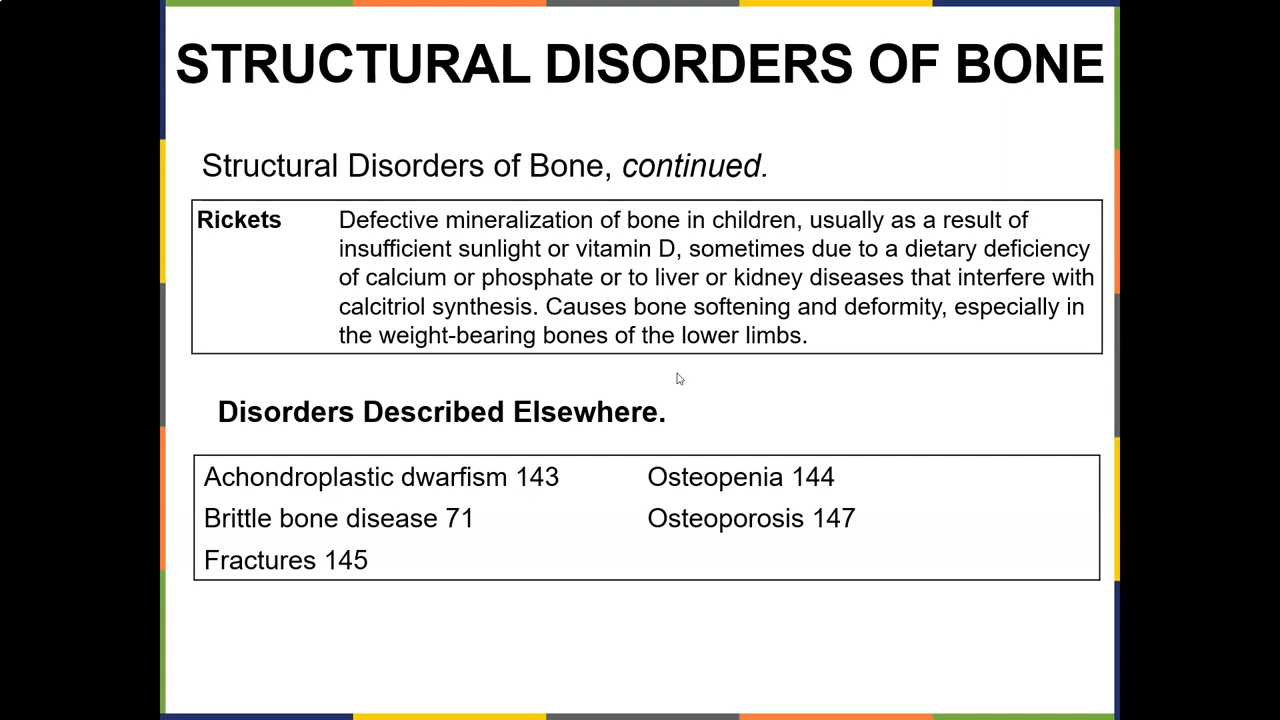 STRUCTURAL DISORDERS OF BONE
Structural Disorders of Bone, continued.
Rickets Defective mineralization of bone in children, usually as a result of
insufficient sunlight or vitamin D, sometimes due to a dietary deficiency
of calcium or phosphate or to liver or kidney diseases that interfere with
calcitriol synthesis. Causes bone softening and deformity, especially in
the weight-bearing bones of the lower limbs.
Disorders Described Elsewhere.
Achondroplastic dwarfism 143 Osteopenia 144
Brittle bone disease 71 Osteoporosis 147
Fractures 145